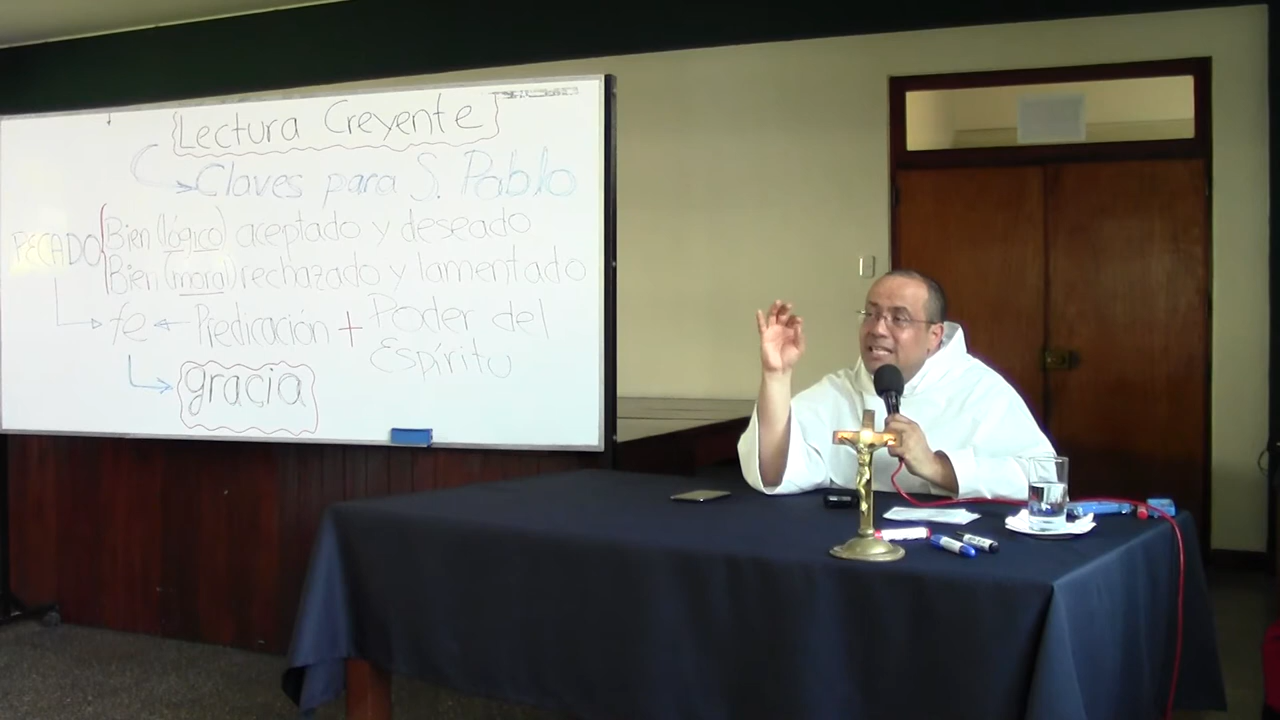 Lectura Creyente
Claves para S. Pablo
PECADO
Bien (lógico) aceptado y deseado
Bien (moral) rechazado y lamentado
fe Predicación + Poder del Espíritu
gracia